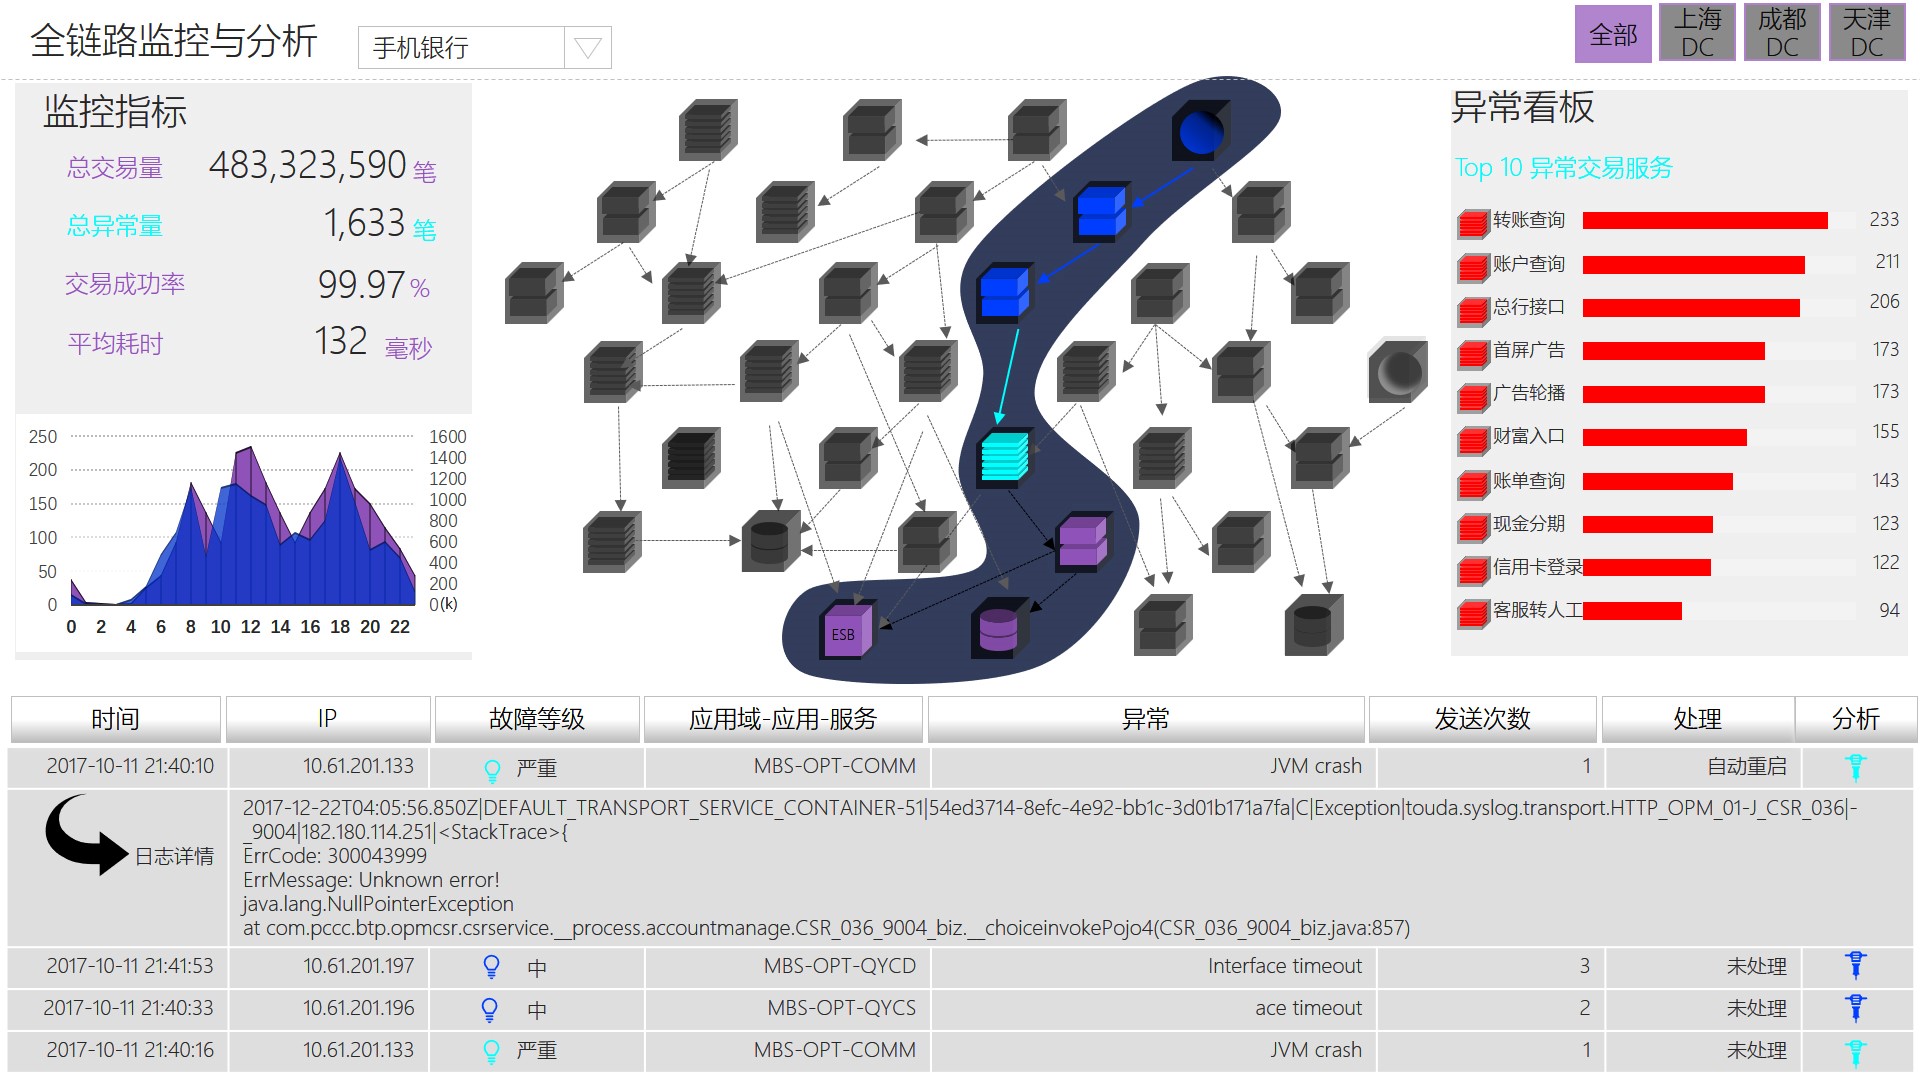 全链路监控与分析
手机银行
全部
上海
DC
成都
DC
天津
DC
监控指标
总交易量 483,323,590 笔
总异常量 1,633 笔
交易成功率 99.97 %
平均耗时 132 毫秒
250
200
150
100
50
0
1600
1400
1200
1000
800
600
400
200
0(k)
0 2 4 6 8 10 12 14 16 18 20 22
ESB
异常看板
Top 10 异常交易服务
转账查询 233
账户查询 211
总行接口 206
首屏广告 173
广告轮播 173
财富入口 155
账单查询 143
现金分期 123
信用卡登录 122
客服转人工 94
时间 IP 故障等级 应用域-应用-服务 异常 发送次数 处理 分析
2017-10-11 21:40:10 10.61.201.133 严重 MBS-OPT-COMM JVM crash 1 自动重启
日志详情
2017-12-22T04:05:56.850Z|DEFAULT_TRANSPORT_SERVICE_CONTAINER-51|54ed3714-8efc-4e92-bb1c-3d01b171a7fa|C|Exception|touda.syslog.transport.HTTP_OPM_01-J_CSR_036|-
_9004|182.180.114.251|<StackTrace>{
ErrCode: 300043999
ErrMessage: Unknown error!
java.lang.NullPointerException
at com.pccc.btp.opmcsr.csrservice.__process.accountmanage.CSR_036_9004_biz.__choiceinvokePojo4(CSR_036_9004_biz.java:857)
2017-10-11 21:41:53 10.61.201.197 中 MBS-OPT-QYCD Interface timeout 3 未处理
2017-10-11 21:40:33 10.61.201.196 中 MBS-OPT-QYCS ace timeout 2 未处理
2017-10-11 21:40:16 10.61.201.133 严重 MBS-OPT-COMM JVM crash 1 未处理